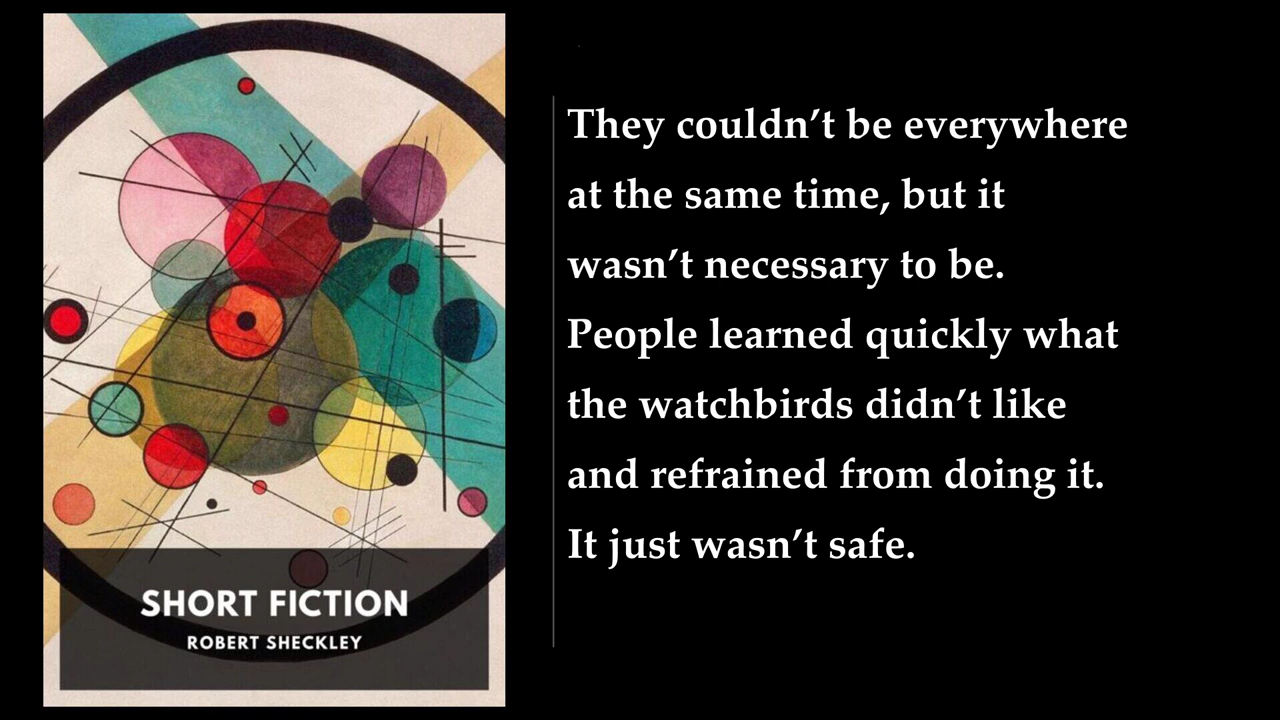 SHORT FICTION
ROBERT SHECKLEY
They couldn’t be everywhere
at the same time, but it
wasn’t necessary to be.
People learned quickly what
the watchbirds didn’t like
and refrained from doing it.
It just wasn’t safe.